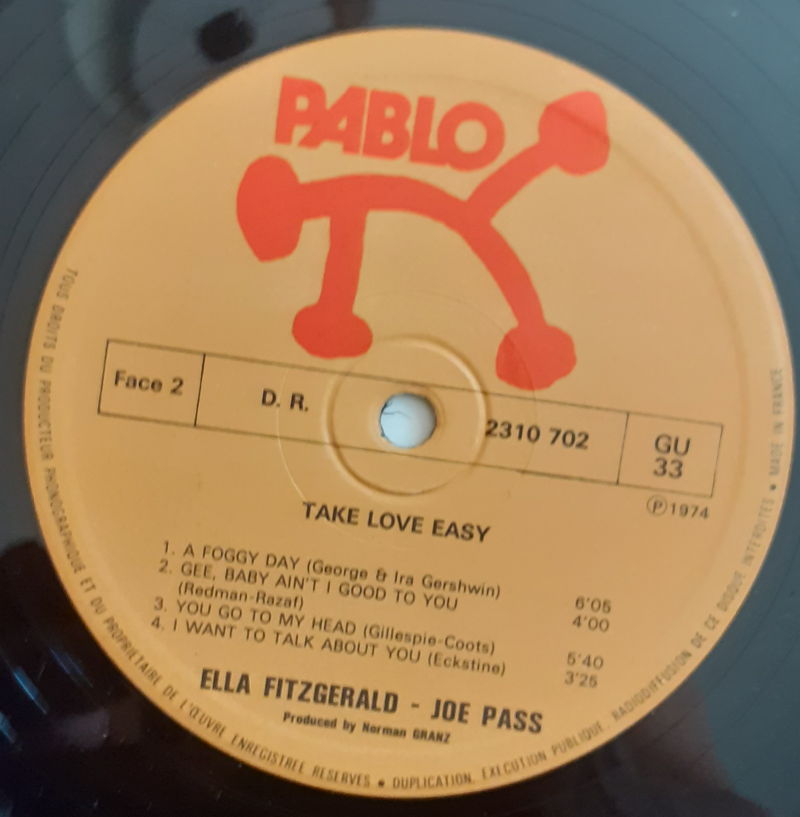 PABLO
Face 2
D. R.
2310 702
GU
33
℗ 1974
TAKE LOVE EASY
1. A FOGGY DAY (George & Ira Gershwin) 6'05
2. GEE, BABY AIN'T I GOOD TO YOU 4'00
(Redman-Razaf)
3. YOU GO TO MY HEAD (Gillespie-Coots) 5'40
4. I WANT TO TALK ABOUT YOU (Eckstine) 3'25
ELLA FITZGERALD - JOE PASS
Produced by Norman GRANZ
TOUS DROITS DU PRODUCTEUR PHONOGRAPHIQUE ET DU PROPRIETAIRE DE L'ŒUVRE ENREGISTREE RESERVES • DUPLICATION, EXECUTION PUBLIQUE, RADIODIFFUSION DE CE DISQUE INTERDITES • MADE IN FRANCE